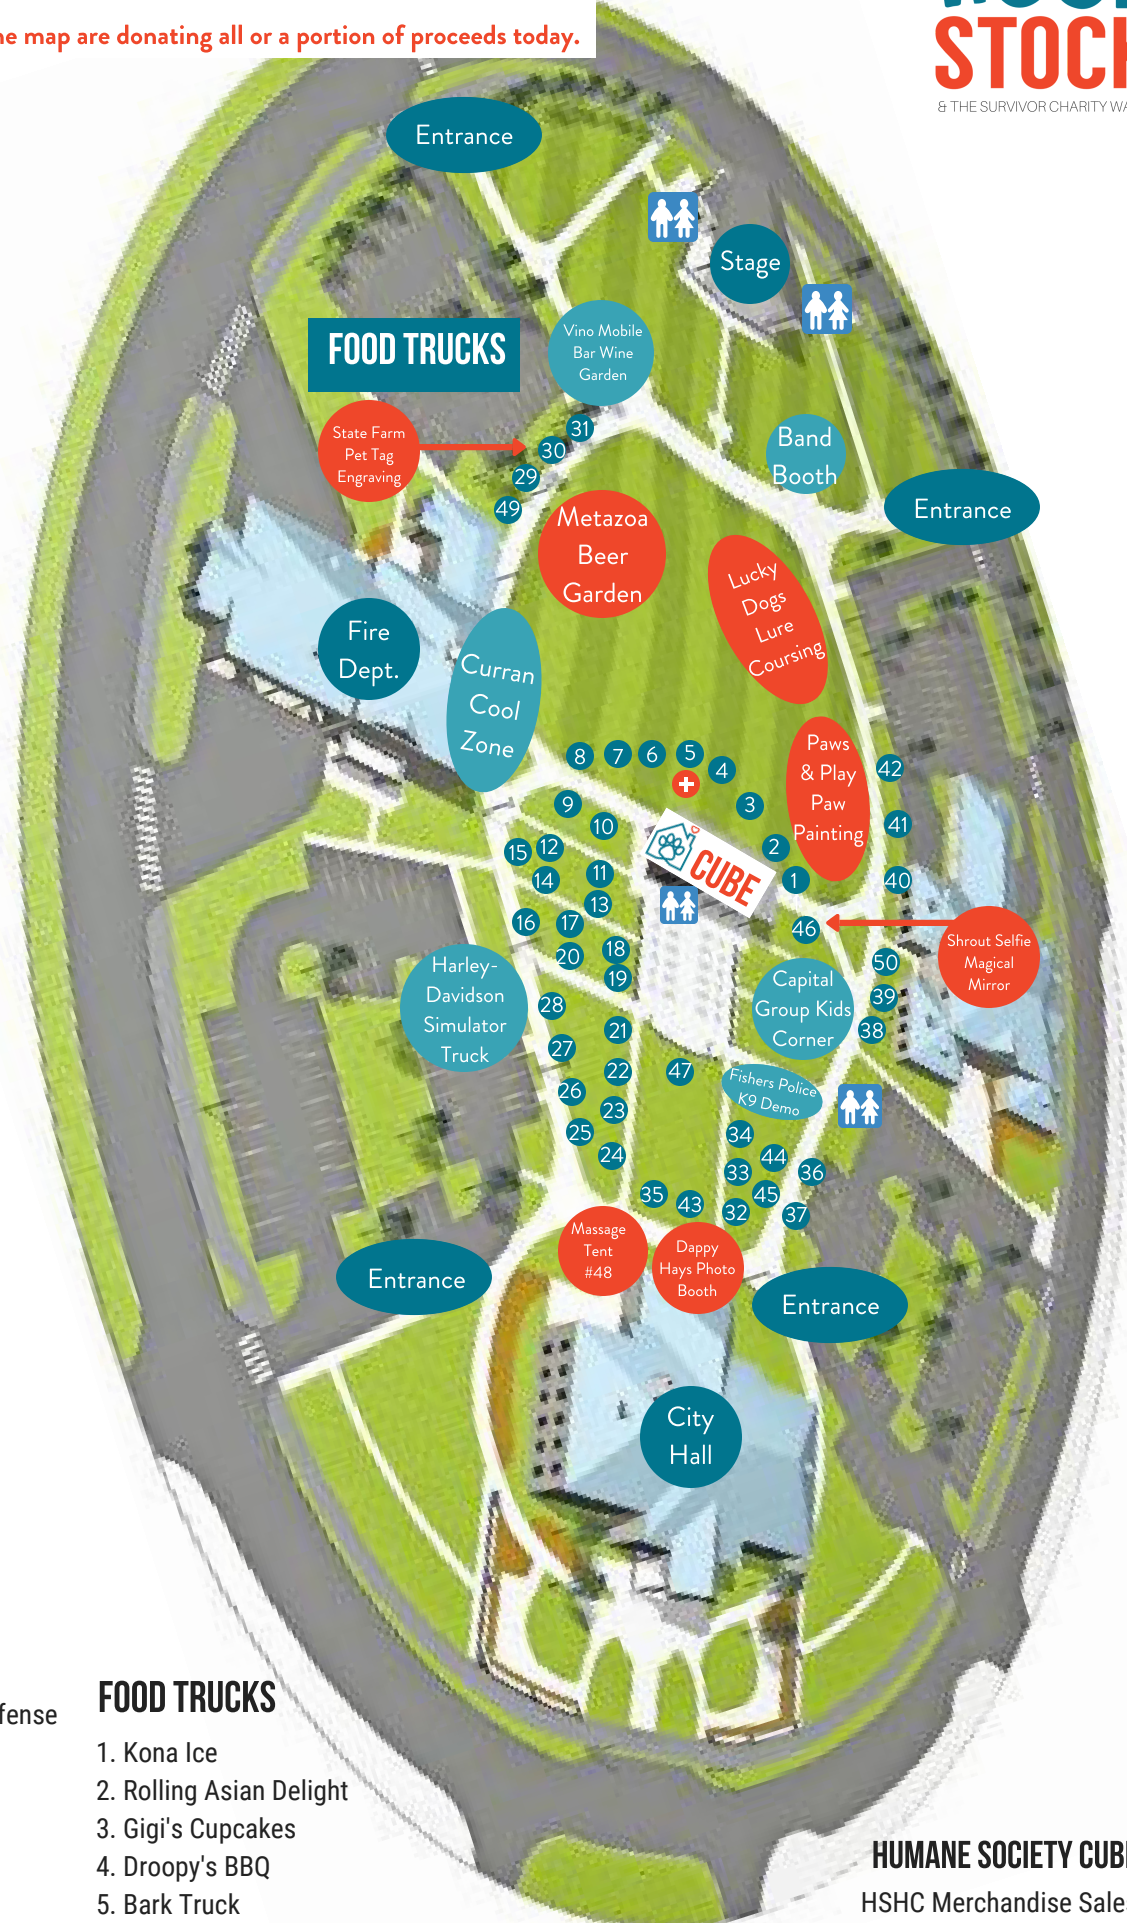 map are donating all or a portion of proceeds today.
STOC
& THE SURVIVOR CHARITY
Entrance
Stage
FOOD TRUCKS
Vino Mobile
Bar Wine
Garden
State Farm
Pet Tag
Engraving
31
30
29
49
Band
Booth
Entrance
Metazoa
Beer
Garden
Lucky
Dogs
Lure
Coursing
Fire
Dept.
Curran
Cool
Zone
Paws
& Play
Paw
Painting
8
7
6
5
4
3
2
1
42
41
40
9
10
15
12
14
11
13
16
17
20
18
19
CUBE
46
Shrout Selfie
Magical
Mirror
50
39
38
Capital
Group Kids
Corner
Harley-
Davidson
Simulator
Truck
28
27
26
25
21
22
23
24
47
Fishers Police
K9 Demo
34
44
33
36
45
32
37
35
43
Massage
Tent
#48
Dappy
Hays Photo
Booth
Entrance
Entrance
City
Hall
fense
FOOD TRUCKS
1. Kona Ice
2. Rolling Asian Delight
3. Gigi's Cupcakes
4. Droopy's BBQ
5. Bark Truck
HUMANE SOCIETY CUBE
HSHC Merchandise Sale